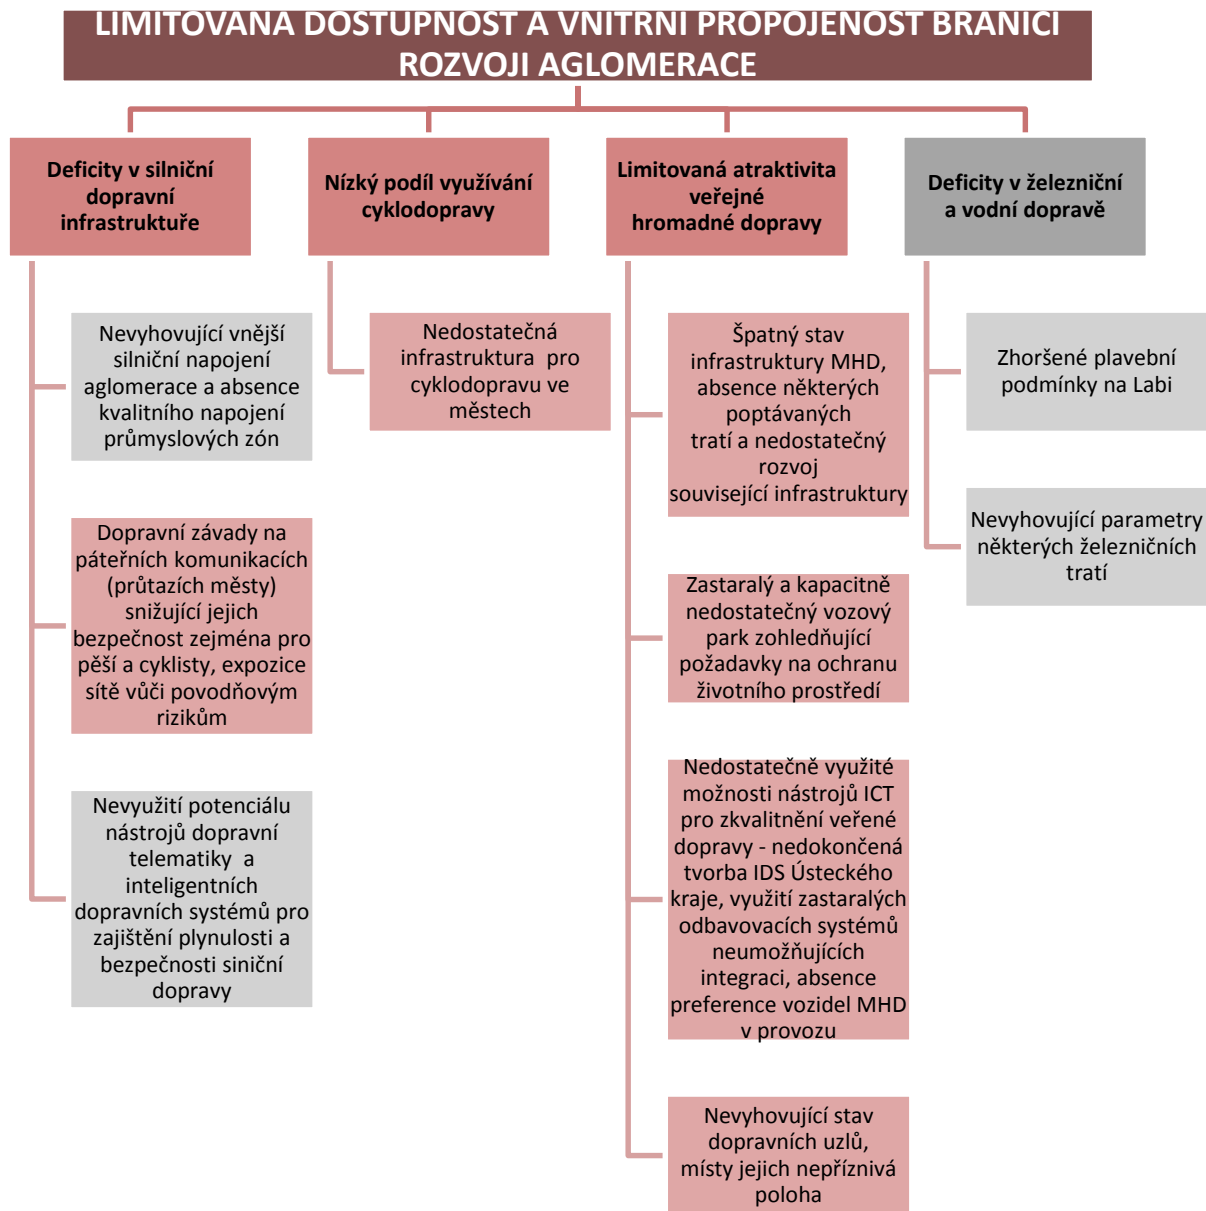 LIMITOVANÁ DOSTUPNOST A VNITŘNÍ PROPOJENOST BRÁNÍCÍ
ROZVOJI AGLOMERACE
Deficity v silniční
dopravní
infrastruktuře
Nevyhovující vnější
silniční napojení
aglomerace a absence
kvalitního napojení
průmyslových zón
Dopravní závady na
páteřních komunikacích
(průtazích městy)
snižující jejich
bezpečnost zejména pro
pěší a cyklisty, expozice
sítě vůči povodňovým
rizikům
Nevyužití potenciálu
nástrojů dopravní
telematiky a
inteligentních
dopravních systémů pro
zajištění plynulosti a
bezpečnosti siniční
dopravy
Nízký podíl využívání
cyklodopravy
Nedostatečná
infrastruktura pro
cyklodopravu ve
městech
Limitovaná atraktivita
veřejné
hromadné dopravy
Špatný stav
infrastruktury MHD,
absence některých
poptávaných
tratí a nedostatečný
rozvoj
související infrastruktury
Zastaralý a kapacitně
nedostatečný vozový
park zohledňující
požadavky na ochranu
životního prostředí
Nedostatečně využité
možnosti nástrojů ICT
pro zkvalitnění veřené
dopravy - nedokončená
tvorba IDS Ústeckého
kraje, využití zastaralých
odbavovacích systémů
neumožňujících
integraci, absence
preference vozidel MHD
v provozu
Nevyhovující stav
dopravních uzlů,
místy jejich nepříznivá
poloha
Deficity v železniční
a vodní dopravě
Zhoršené plavební
podmínky na Labi
Nevyhovující parametry
některých železničních
tratí